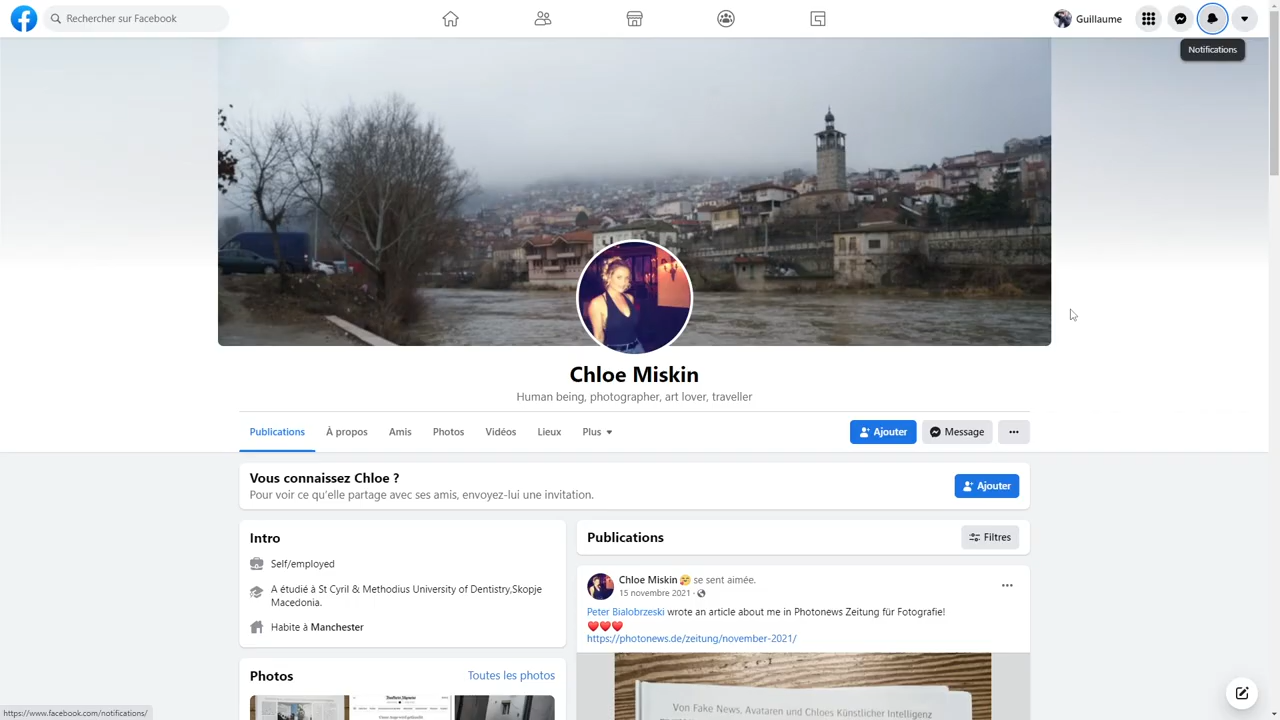 Rechercher sur Facebook
Guillaume
Notifications
Chloe Miskin
Human being, photographer, art lover, traveller
Publications
À propos
Amis
Photos
Vidéos
Lieux
Plus
Ajouter
Message
Vous connaissez Chloe ?
Pour voir ce qu'elle partage avec ses amis, envoyez-lui une invitation.
Ajouter
Intro
Self/employed
A étudié à St Cyril & Methodius University of Dentistry,Skopje
Macedonia.
Habite à Manchester
Photos
Toutes les photos
Publications
Filtres
Chloe Miskin 🥰 se sent aimée.
15 novembre 2021 ·
Peter Bialobrzeski wrote an article about me in Photonews Zeitung für Fotografie!
❤️❤️❤️
https://photonews.de/zeitung/november-2021/
Von Fake News, Avataren und Chloes Künstlicher Intelligenz
https://www.facebook.com/notifications/